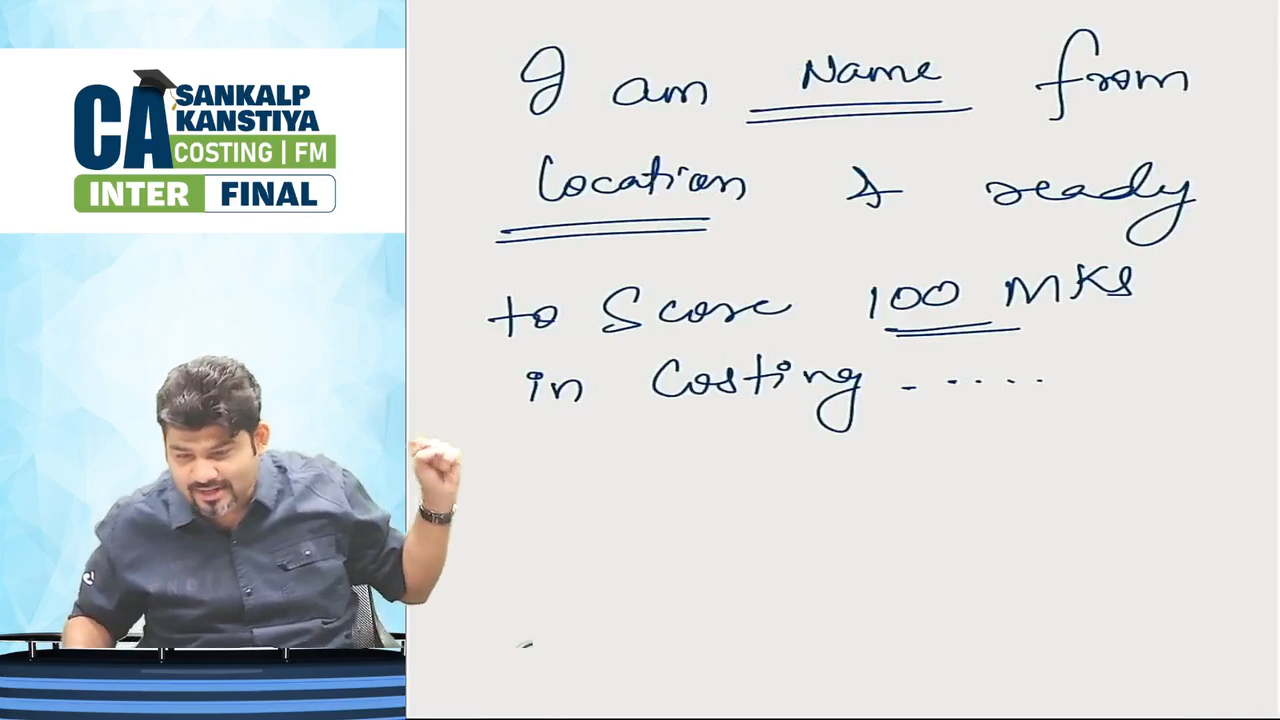 CA
SANKALP
KANSTIYA
COSTING | FM
INTER FINAL
I am Name from
Location & ready
to Score 100 MKS
in Costing - .....